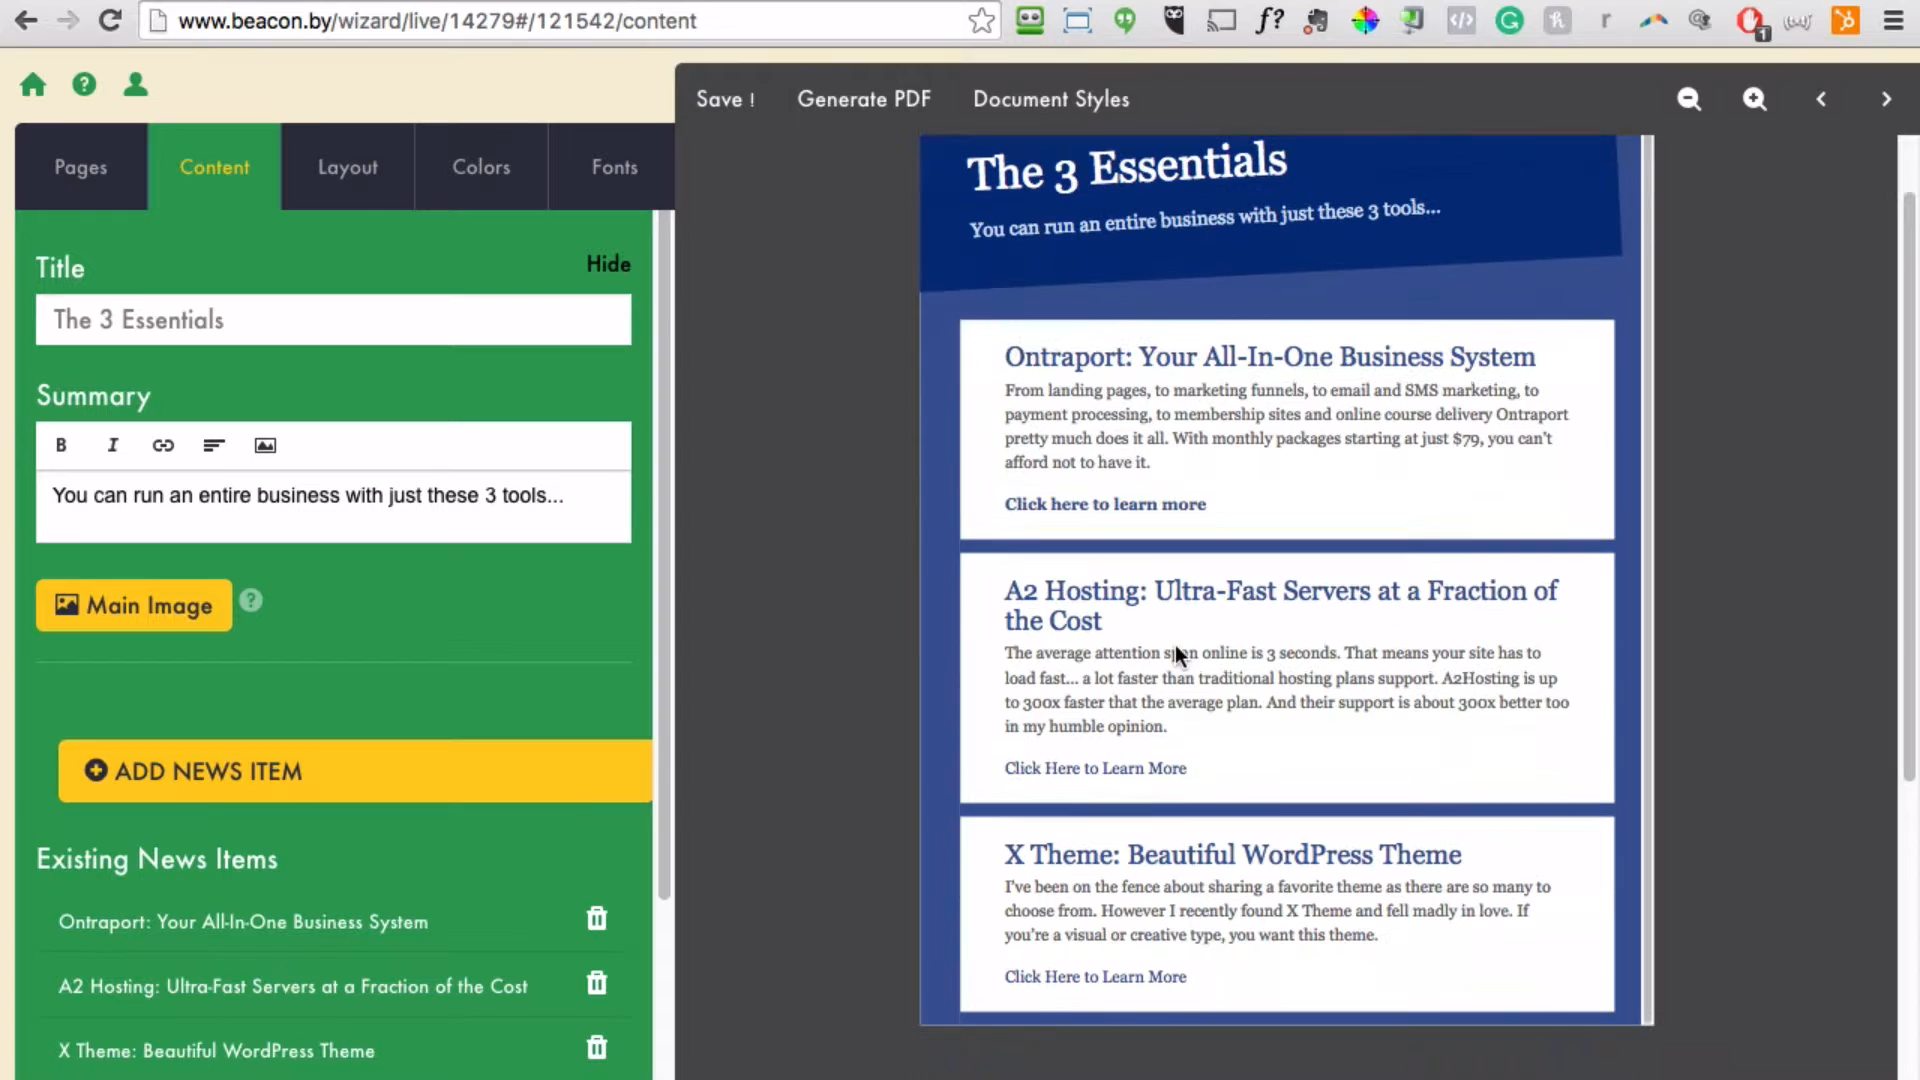 www.beacon.by/wizard/live/14279#/121542/content
Save !
Generate PDF
Document Styles
Pages
Content
Layout
Colors
Fonts
Title
Hide
The 3 Essentials
Summary
B I
You can run an entire business with just these 3 tools...
Main Image
ADD NEWS ITEM
Existing News Items
Ontraport: Your All-In-One Business System
A2 Hosting: Ultra-Fast Servers at a Fraction of the Cost
X Theme: Beautiful WordPress Theme
The 3 Essentials
You can run an entire business with just these 3 tools...
Ontraport: Your All-In-One Business System
From landing pages, to marketing funnels, to email and SMS marketing, to
payment processing, to membership sites and online course delivery Ontraport
pretty much does it all. With monthly packages starting at just $79, you can't
afford not to have it.
Click here to learn more
A2 Hosting: Ultra-Fast Servers at a Fraction of
the Cost
The average attention span online is 3 seconds. That means your site has to
load fast... a lot faster than traditional hosting plans support. A2Hosting is up
to 300x faster that the average plan. And their support is about 300x better too
in my humble opinion.
Click Here to Learn More
X Theme: Beautiful WordPress Theme
I've been on the fence about sharing a favorite theme as there are so many to
choose from. However I recently found X Theme and fell madly in love. If
you're a visual or creative type, you want this theme.
Click Here to Learn More